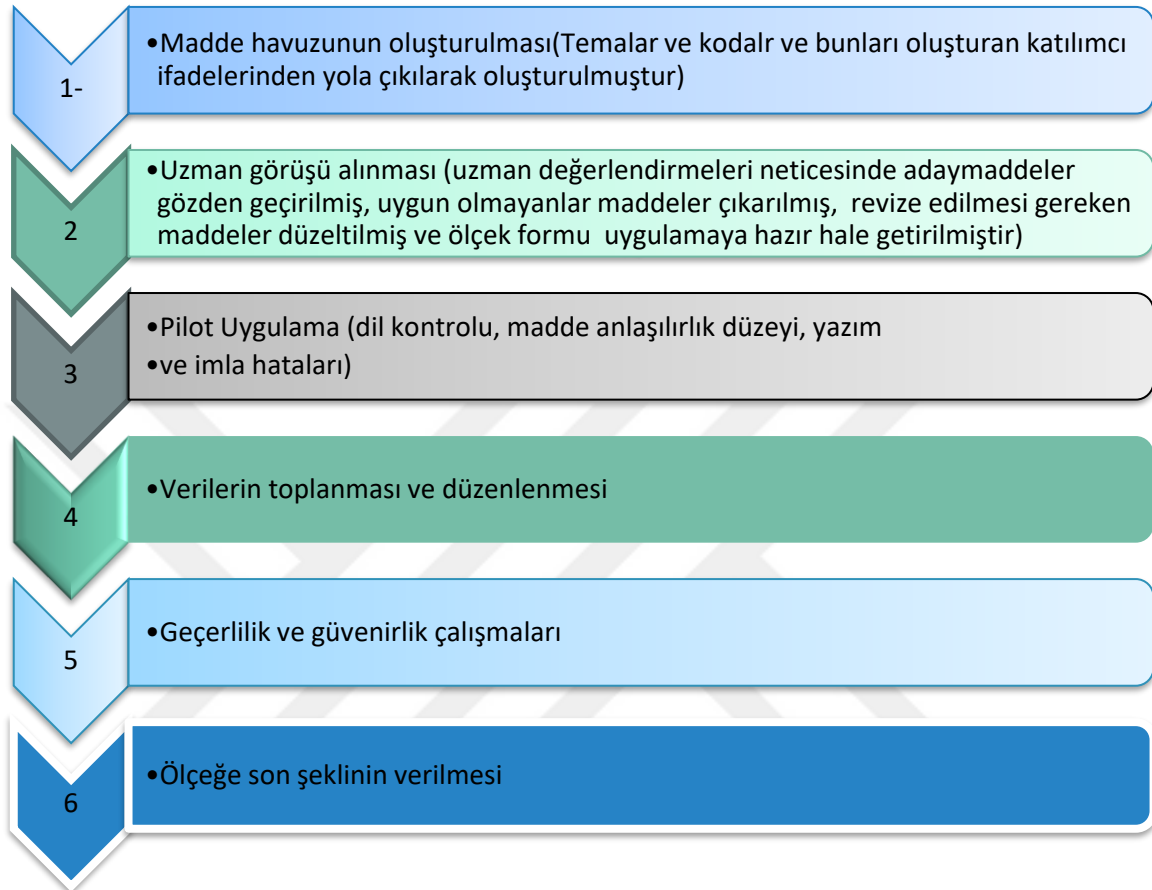 1-
•Madde havuzunun oluşturulması(Temalar ve kodalr ve bunları oluşturan katılımcı
ifadelerinden yola çıkılarak oluşturulmuştur)
2
•Uzman görüşü alınması (uzman değerlendirmeleri neticesinde adaymaddeler
gözden geçirilmiş, uygun olmayanlar maddeler çıkarılmış, revize edilmesi gereken
maddeler düzeltilmiş ve ölçek formu uygulamaya hazır hale getirilmiştir)
3
•Pilot Uygulama (dil kontrolu, madde anlaşılırlık düzeyi, yazım
•ve imla hataları)
4
•Verilerin toplanması ve düzenlenmesi
5
•Geçerlilik ve güvenirlik çalışmaları
6
•Ölçeğe son şeklinin verilmesi